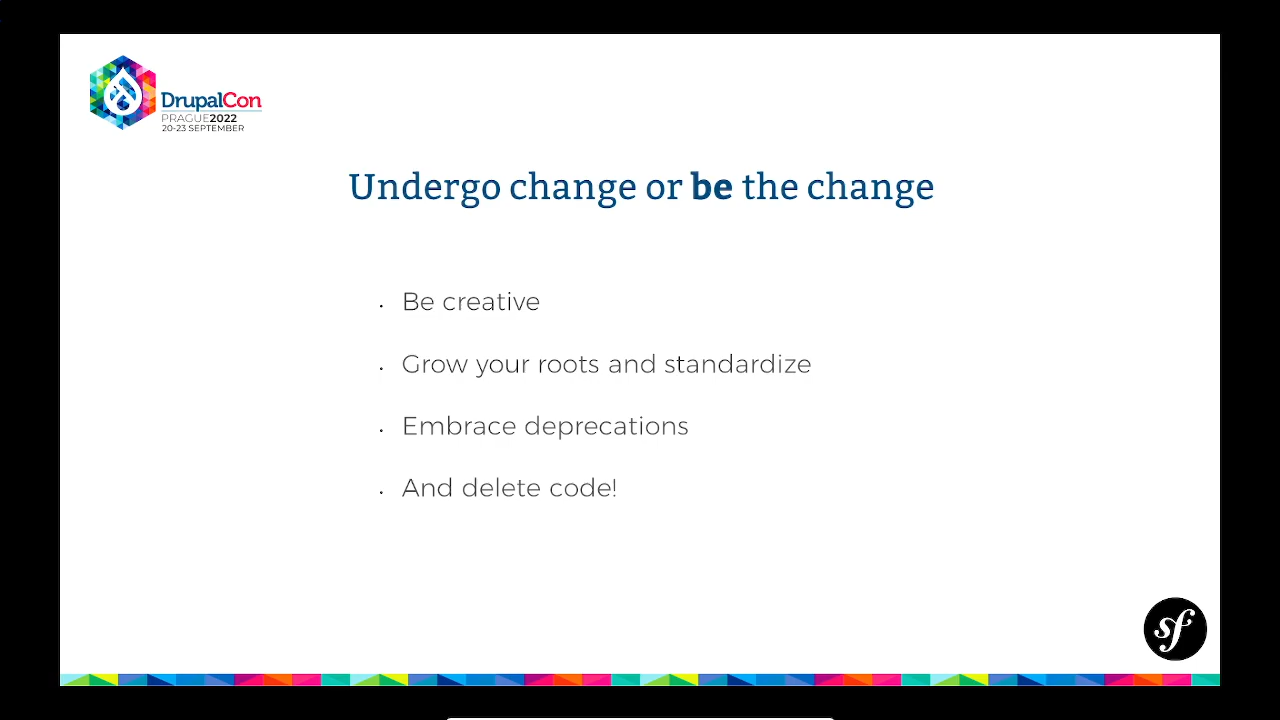 DrupalCon
PRAGUE2022
20-23 SEPTEMBER
Undergo change or be the change
• Be creative
• Grow your roots and standardize
• Embrace deprecations
• And delete code!
sf